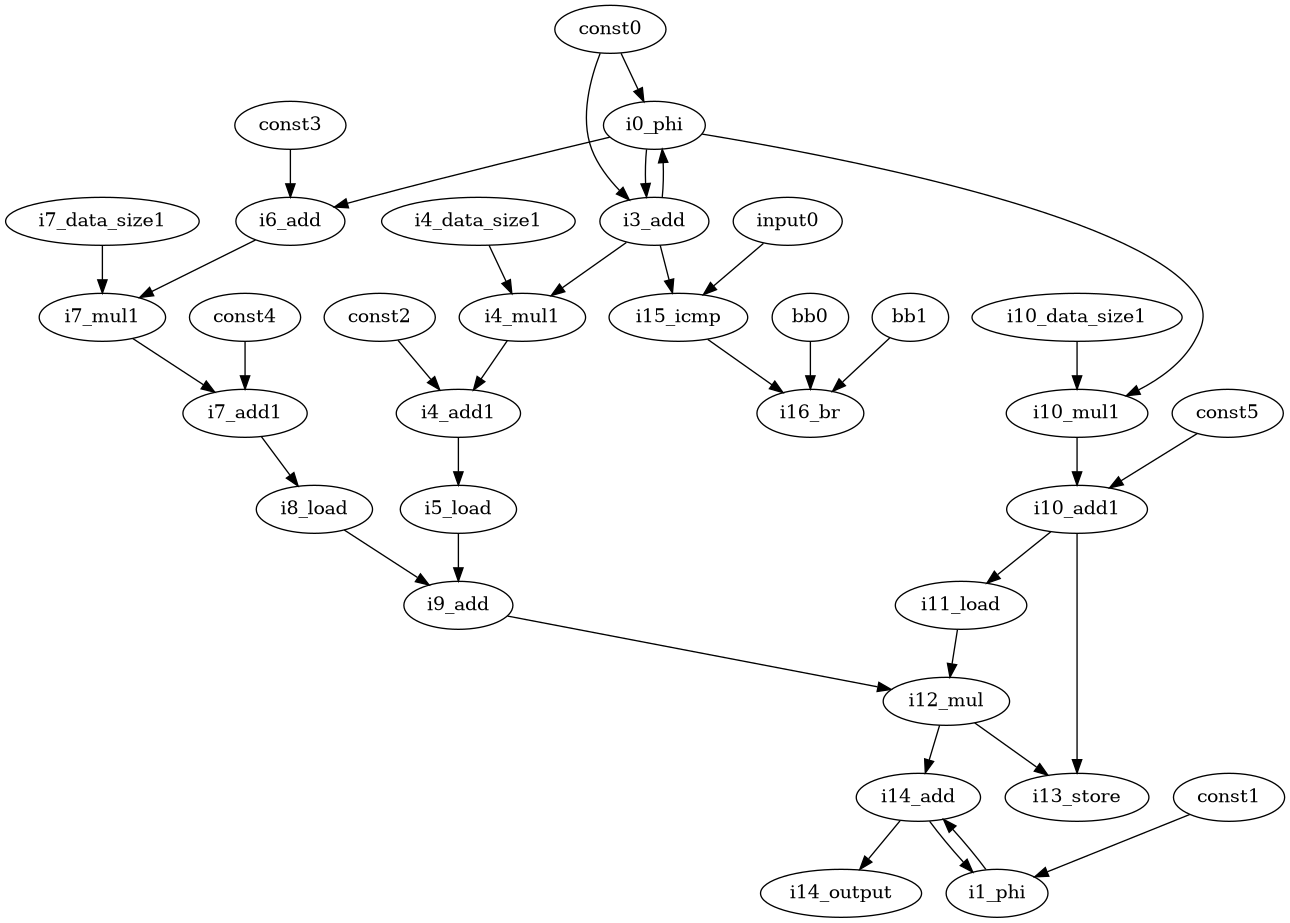 const0
const3
i0_phi
i7_data_size1
i6_add
i4_data_size1
i3_add
input0
i7_mul1
const4
const2
i4_mul1
i15_icmp
bb0
bb1
i10_data_size1
i7_add1
i4_add1
i16_br
i10_mul1
const5
i8_load
i5_load
i10_add1
i9_add
i11_load
i12_mul
i14_add
i13_store
const1
i14_output
i1_phi